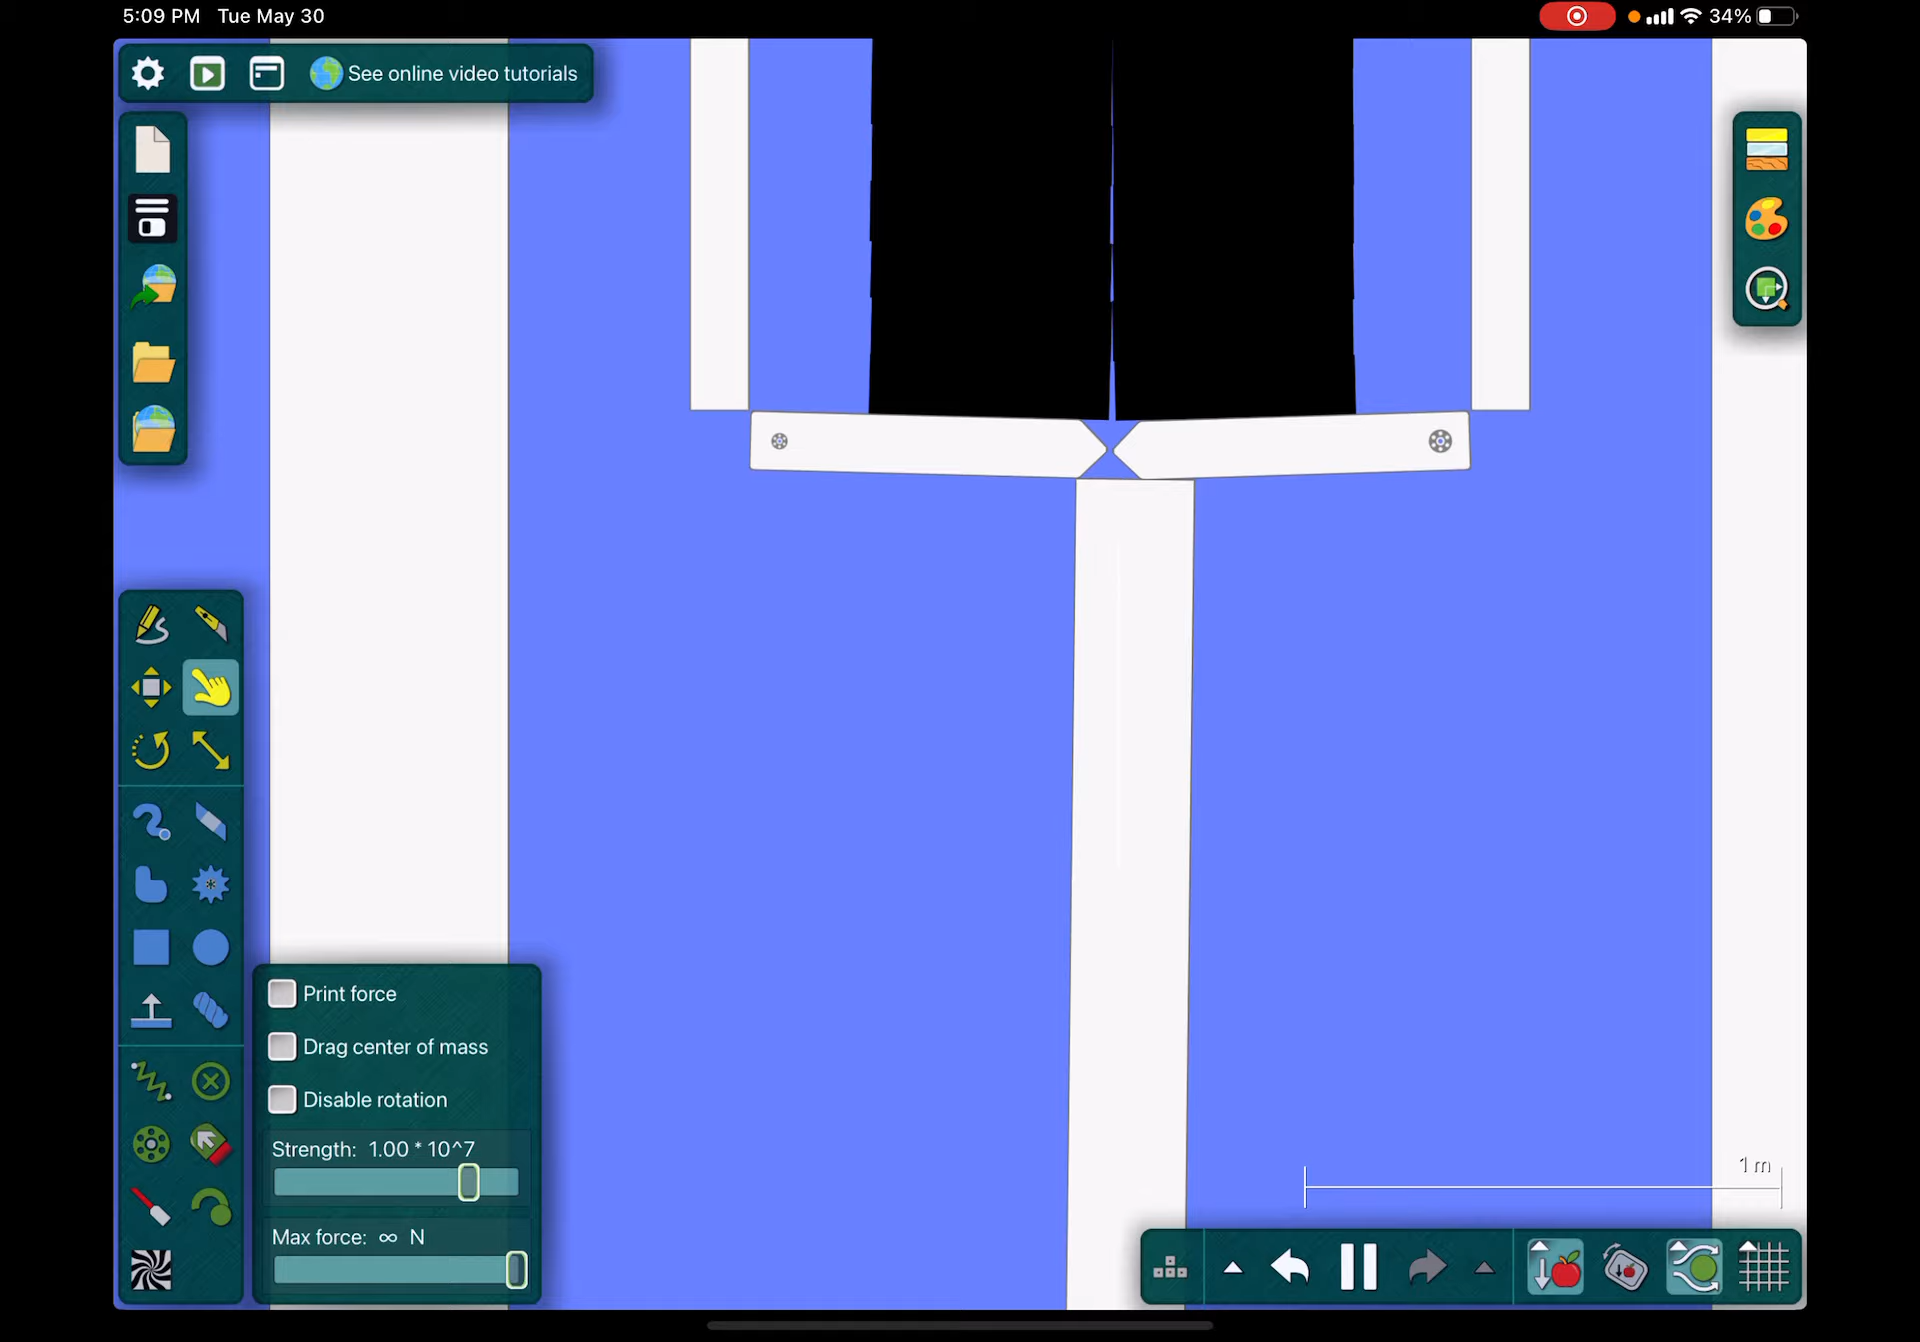 5:09 PM Tue May 30
34%
See online video tutorials
Print force
Drag center of mass
Disable rotation
Strength: 1.00 * 10^7
Max force: ∞ N
1 m